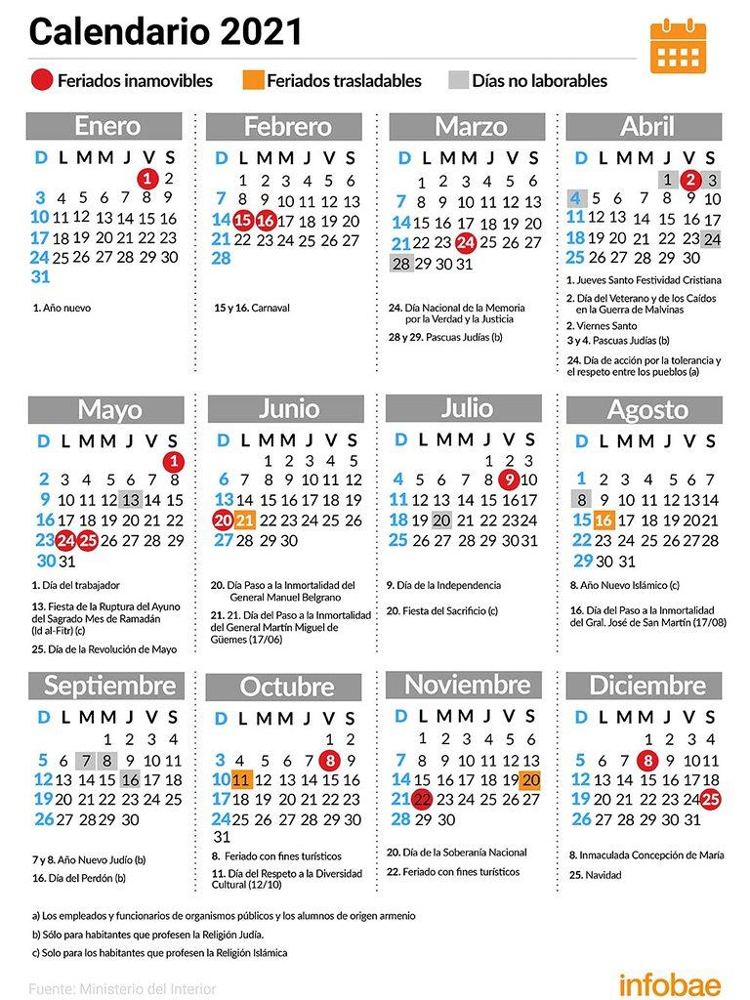 Calendario 2021
Feriados inamovibles
Feriados trasladables
Días no laborables
Enero
D L M M J V S
1 2
3 4 5 6 7 8 9
10 11 12 13 14 15 16
17 18 19 20 21 22 23
24 25 26 27 28 29 30
31
1. Año nuevo
Febrero
D L M M J V S
1 2 3 4 5 6
7 8 9 10 11 12 13
14 15 16 17 18 19 20
21 22 23 24 25 26 27
28
15 y 16. Carnaval
Marzo
D L M M J V S
1 2 3 4 5 6
7 8 9 10 11 12 13
14 15 16 17 18 19 20
21 22 23 24 25 26 27
28 29 30 31
24. Día Nacional de la Memoria
por la Verdad y la Justicia
28 y 29. Pascuas Judías (b)
Abril
D L M M J V S
1 2 3
4 5 6 7 8 9 10
11 12 13 14 15 16 17
18 19 20 21 22 23 24
25 26 27 28 29 30
1. Jueves Santo Festividad Cristiana
2. Día del Veterano y de los Caídos
en la Guerra de Malvinas
2. Viernes Santo
3 y 4. Pascuas Judías (b)
24. Día de acción por la tolerancia y
el respeto entre los pueblos (a)
Mayo
D L M M J V S
1
2 3 4 5 6 7 8
9 10 11 12 13 14 15
16 17 18 19 20 21 22
23 24 25 26 27 28 29
30 31
1. Día del trabajador
13. Fiesta de la Ruptura del Ayuno
del Sagrado Mes de Ramadán
(Id al-Fitr) (c)
25. Día de la Revolución de Mayo
Junio
D L M M J V S
1 2 3 4 5
6 7 8 9 10 11 12
13 14 15 16 17 18 19
20 21 22 23 24 25 26
27 28 29 30
20. Día Paso a la Inmortalidad del
General Manuel Belgrano
21. 21. Día del Paso a la Inmortalidad
del General Martín Miguel de
Güemes (17/06)
Julio
D L M M J V S
1 2 3
4 5 6 7 8 9 10
11 12 13 14 15 16 17
18 19 20 21 22 23 24
25 26 27 28 29 30 31
9. Día de la Independencia
20. Fiesta del Sacrificio (c)
Agosto
D L M M J V S
1 2 3 4 5 6 7
8 9 10 11 12 13 14
15 16 17 18 19 20 21
22 23 24 25 26 27 28
29 30 31
8. Año Nuevo Islámico (c)
16. Día del Paso a la Inmortalidad
del Gral. José de San Martín (17/08)
Septiembre
D L M M J V S
1 2 3 4
5 6 7 8 9 10 11
12 13 14 15 16 17 18
19 20 21 22 23 24 25
26 27 28 29 30
7 y 8. Año Nuevo Judío (b)
16. Día del Perdón (b)
Octubre
D L M M J V S
1 2
3 4 5 6 7 8 9
10 11 12 13 14 15 16
17 18 19 20 21 22 23
24 25 26 27 28 29 30
31
8. Feriado con fines turísticos
11. Día del Respeto a la Diversidad
Cultural (12/10)
Noviembre
D L M M J V S
1 2 3 4 5 6
7 8 9 10 11 12 13
14 15 16 17 18 19 20
21 22 23 24 25 26 27
28 29 30
20. Día de la Soberanía Nacional
22. Feriado con fines turísticos
Diciembre
D L M M J V S
1 2 3 4
5 6 7 8 9 10 11
12 13 14 15 16 17 18
19 20 21 22 23 24 25
26 27 28 29 30 31
8. Inmaculada Concepción de María
25. Navidad
a) Los empleados y funcionarios de organismos públicos y los alumnos de origen armenio
b) Sólo para los habitantes que profesen la Religión Judía.
c) Solo para los habitantes que profesen la Religión Islámica
Fuente: Ministerio del Interior
infobae